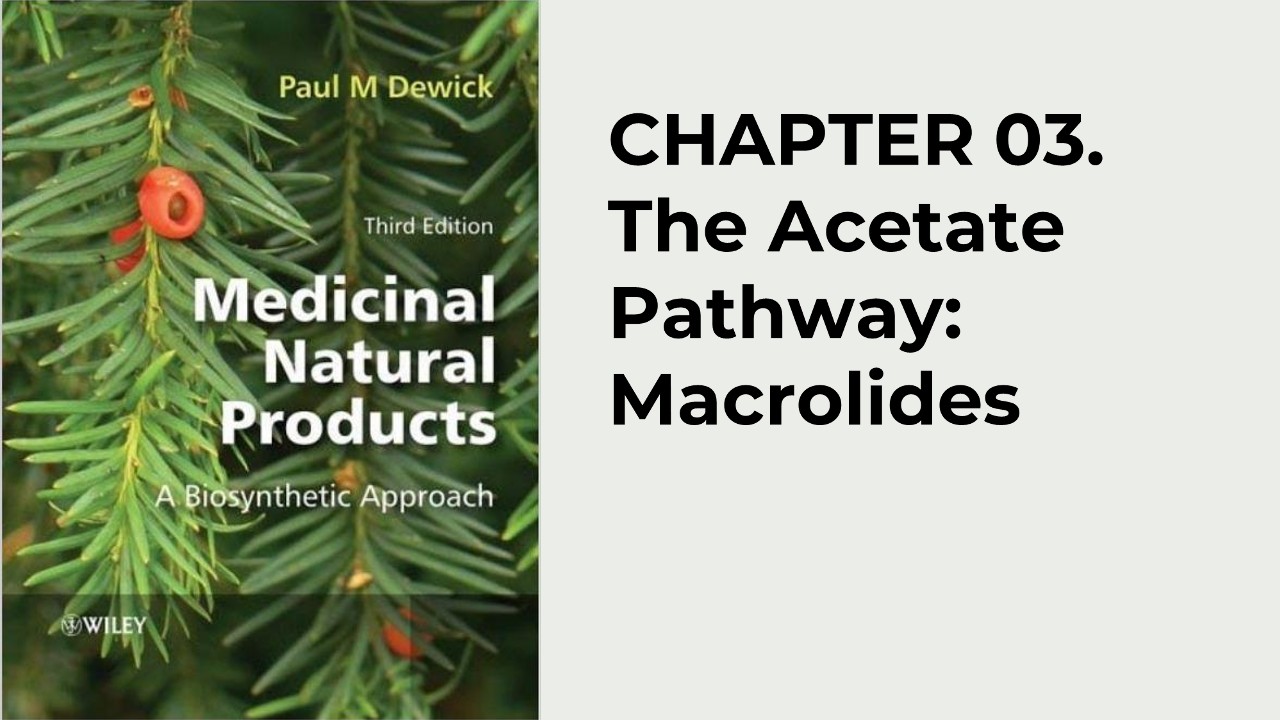 Paul M Dewick
Third Edition
Medicinal
Natural
Products
A Biosynthetic Approach
WILEY
CHAPTER 03.
The Acetate
Pathway:
Macrolides